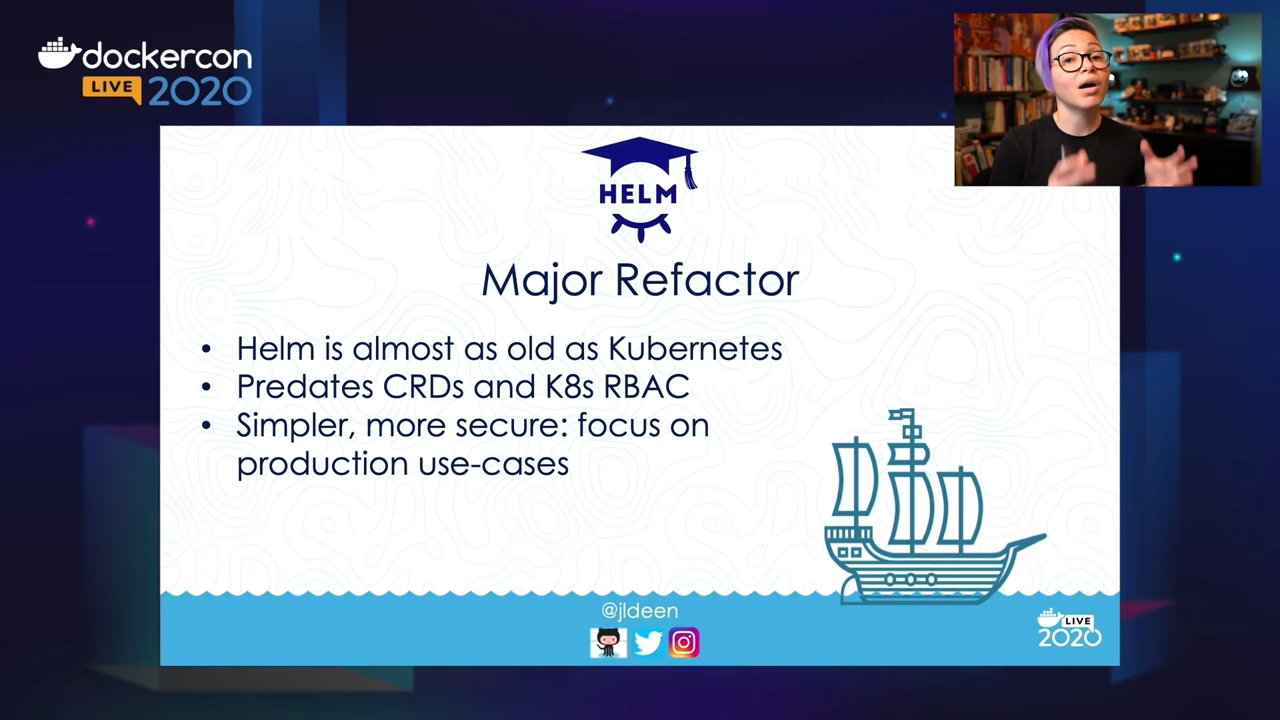 dockercon
LIVE 2020
HELM
Major Refactor
• Helm is almost as old as Kubernetes
• Predates CRDs and K8s RBAC
• Simpler, more secure: focus on
production use-cases
@jldeen
LIVE
2020